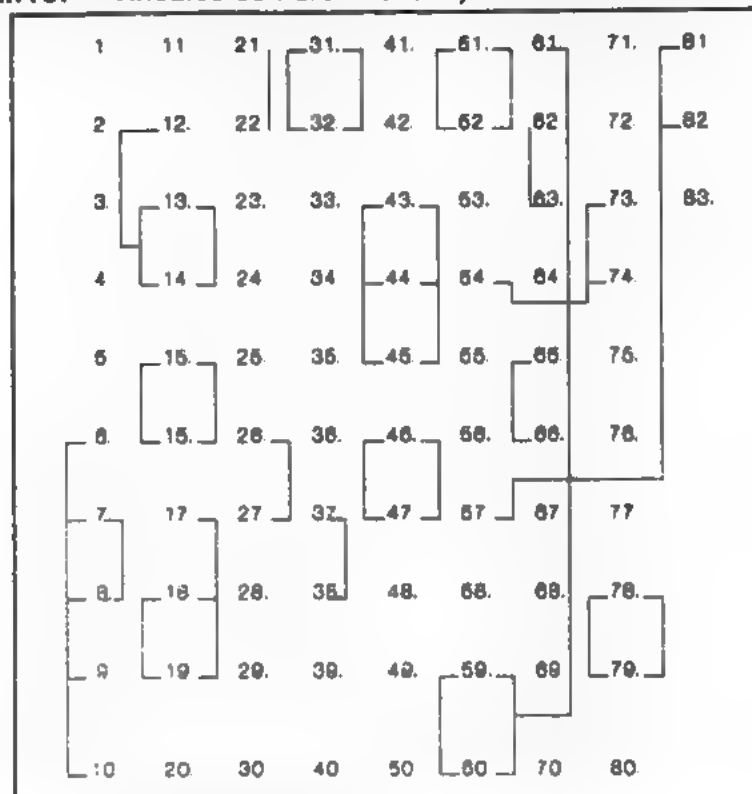 1 11 21 31. 41. 51. 61. 71. 81
2 12. 22 32 42. 52. 62 72. 82
3. 13. 23. 33. 43. 53. 63. 73. 83.
4 14 24 34 44 54 64 74.
5 15. 25. 35. 45 55. 65 75.
6. 15. 26. 36. 46. 56. 66. 76.
7. 17 27 37. 47 57 67 77
8. 18 28. 38. 48. 58. 68. 78.
9 19 29. 39. 49. 59. 69 79.
10 20. 30 40 50 60 70 80.